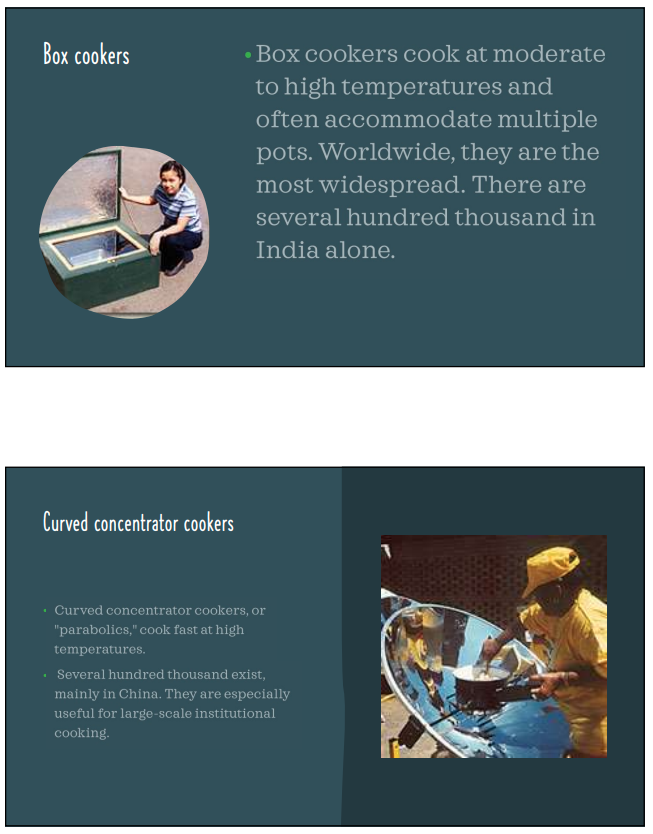 Box cookers
• Box cookers cook at moderate
to high temperatures and
often accommodate multiple
pots. Worldwide, they are the
most widespread. There are
several hundred thousand in
India alone.
Curved concentrator cookers
• Curved concentrator cookers, or
"parabolics," cook fast at high
temperatures.
• Several hundred thousand exist,
mainly in China. They are especially
useful for large-scale institutional
cooking.